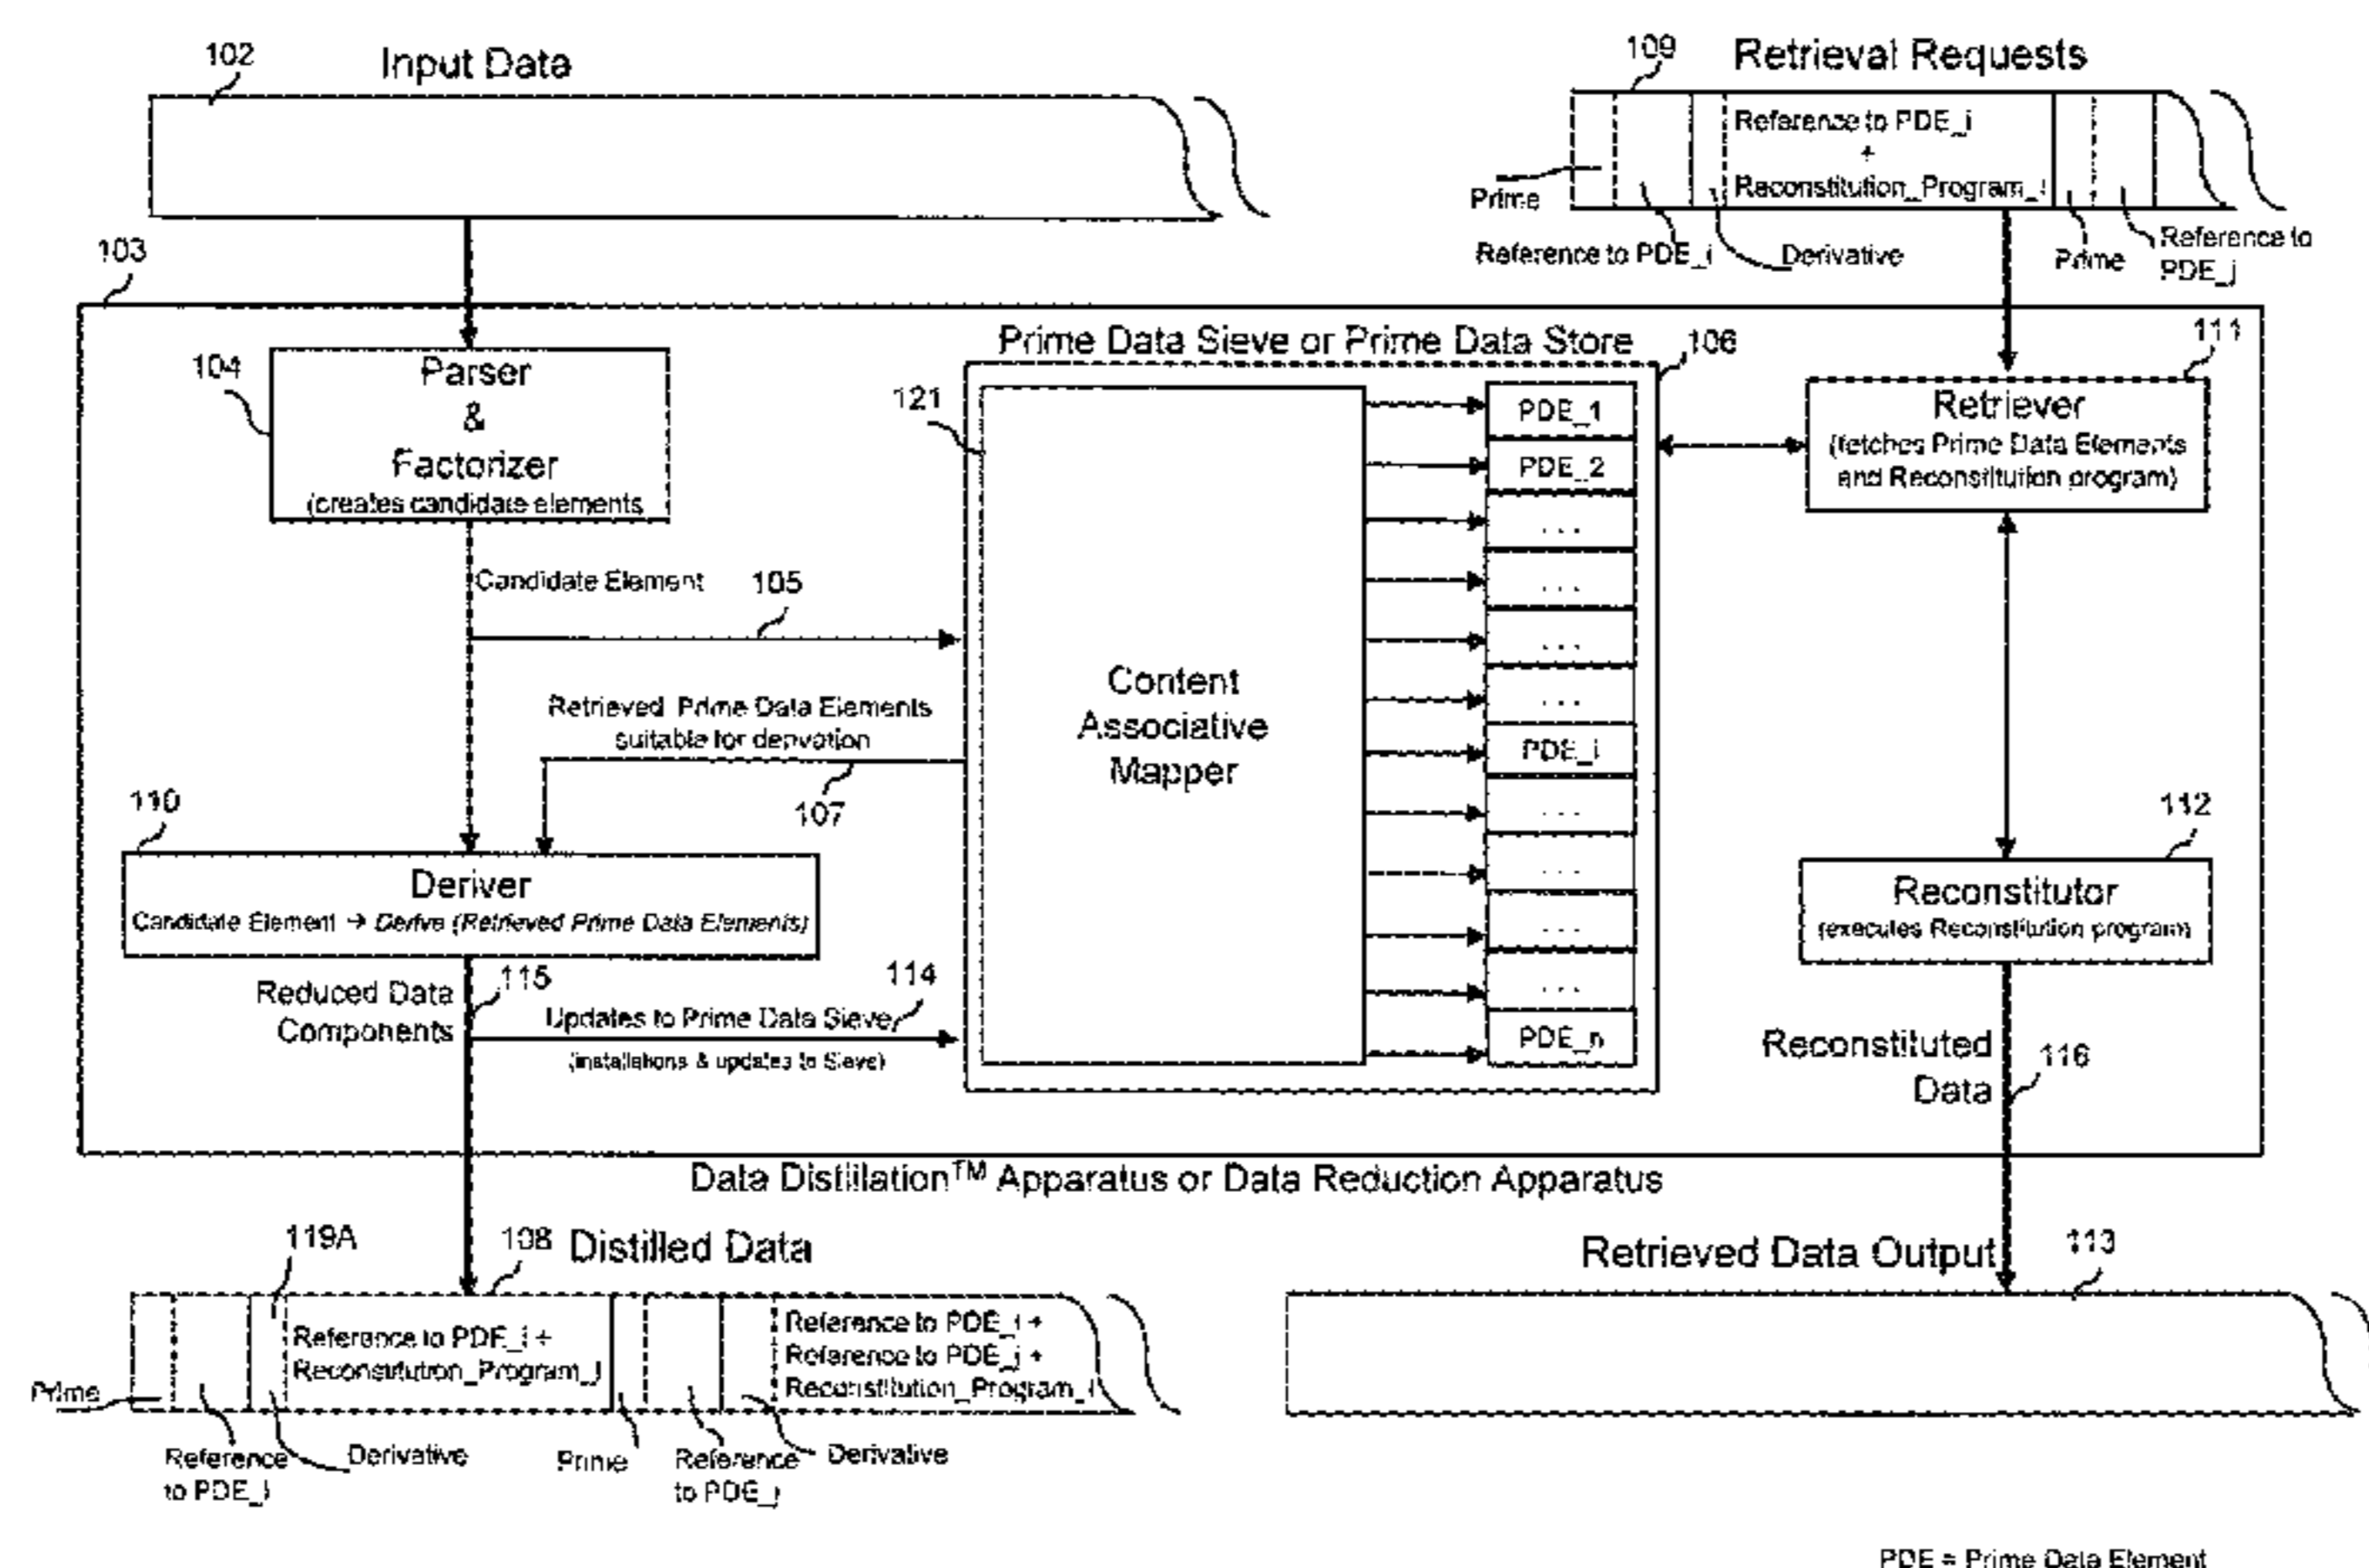 102
Input Data
109
Retrieval Requests
Reference to PDE_i
+
Reconstitution_Program_i
Prime
Reference to PDE_i
Derivative
Prime
Reference to
PDE_j
103
104
Parser
&
Factorizer
(creates candidate elements
Prime Data Sieve or Prime Data Store
106
111
121
Retriever
(fetches Prime Data Elements
and Reconstitution program)
PDE_1
PDE_2
...
...
...
...
PDE_i
...
...
...
...
PDE_n
Candidate Element
105
Content
Associative
Mapper
Retrieved Prime Data Elements
suitable for derivation
107
110
112
Deriver
Candidate Element → Derive (Retrieved Prime Data Elements)
Reconstitutor
(executes Reconstitution program)
Reduced Data
Components
115
114
Updates to Prime Data Sieve
(installations & updates to Sieve)
Reconstituted
Data
116
Data Distillation™ Apparatus or Data Reduction Apparatus
119A
108
Distilled Data
Retrieved Data Output
113
Reference to PDE_i +
Reconstitution_Program_i
Reference to PDE_i +
Reference to PDE_j +
Reconstitution_Program_i
Prime
Reference
to PDE_i
Derivative
Prime
Reference
to PDE_j
Derivative
PDE = Prime Data Element